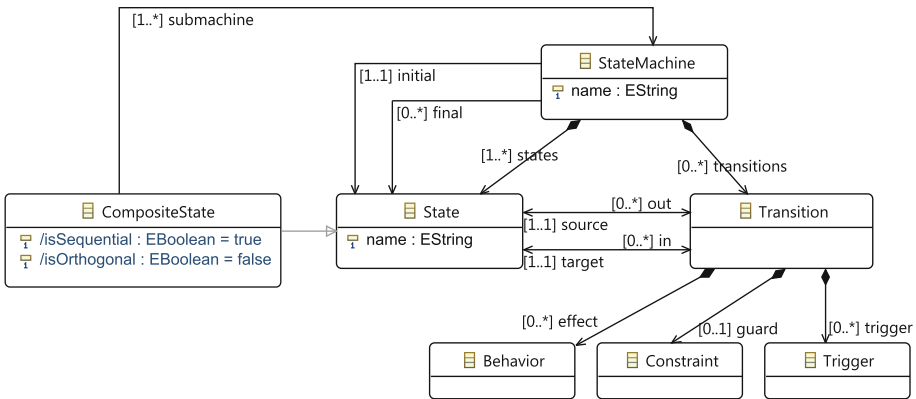 [1..*] submachine
StateMachine
name : EString
[1..1] initial
[0..*] final
[1..*] states
[0..*] transitions
CompositeState
/isSequential : EBoolean = true
/isOrthogonal : EBoolean = false
State
name : EString
[0..*] out
[1..1] source
[0..*] in
[1..1] target
Transition
[0..*] effect
[0..1] guard
[0..*] trigger
Behavior
Constraint
Trigger